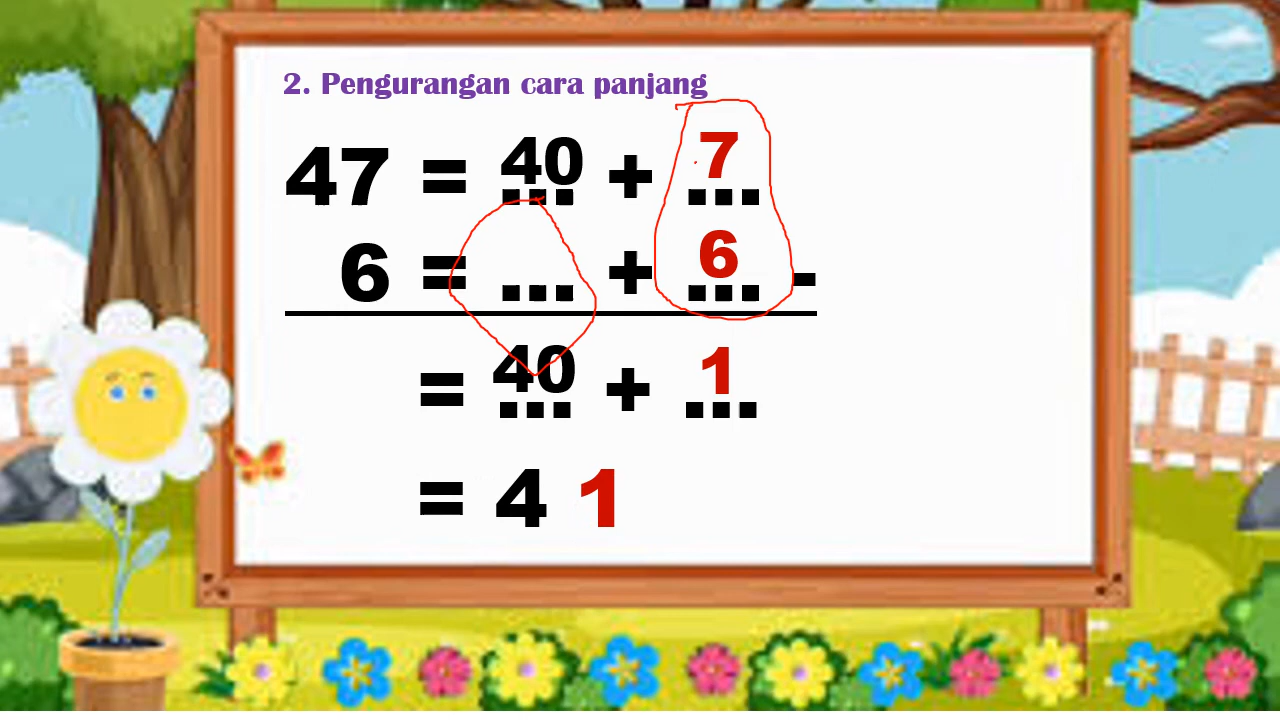 2. Pengurangan cara panjang
47 = 40 + 7
6 = ... + 6 -
= 40 + 1
= 4 1